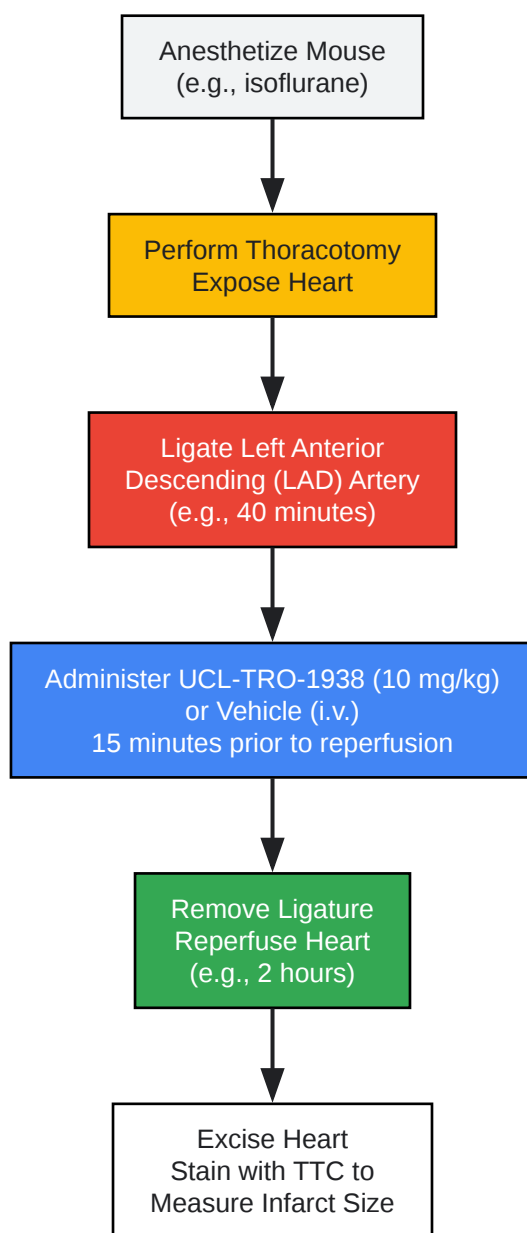 Anesthetize Mouse
(e.g., isoflurane)
Perform Thoracotomy
Expose Heart
Ligate Left Anterior
Descending (LAD) Artery
(e.g., 40 minutes)
Administer UCL-TRO-1938 (10 mg/kg)
or Vehicle (i.v.)
15 minutes prior to reperfusion
Remove Ligature
Reperfuse Heart
(e.g., 2 hours)
Excise Heart
Stain with TTC to
Measure Infarct Size